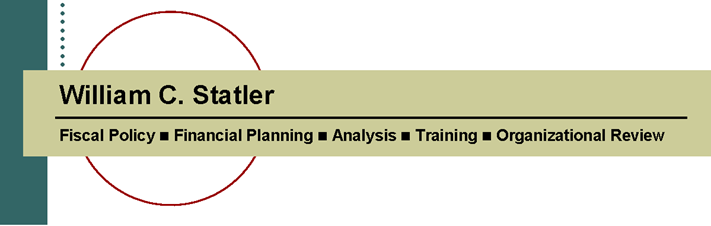 William C. Statler
Fiscal Policy ■ Financial Planning ■ Analysis ■ Training ■ Organizational Review